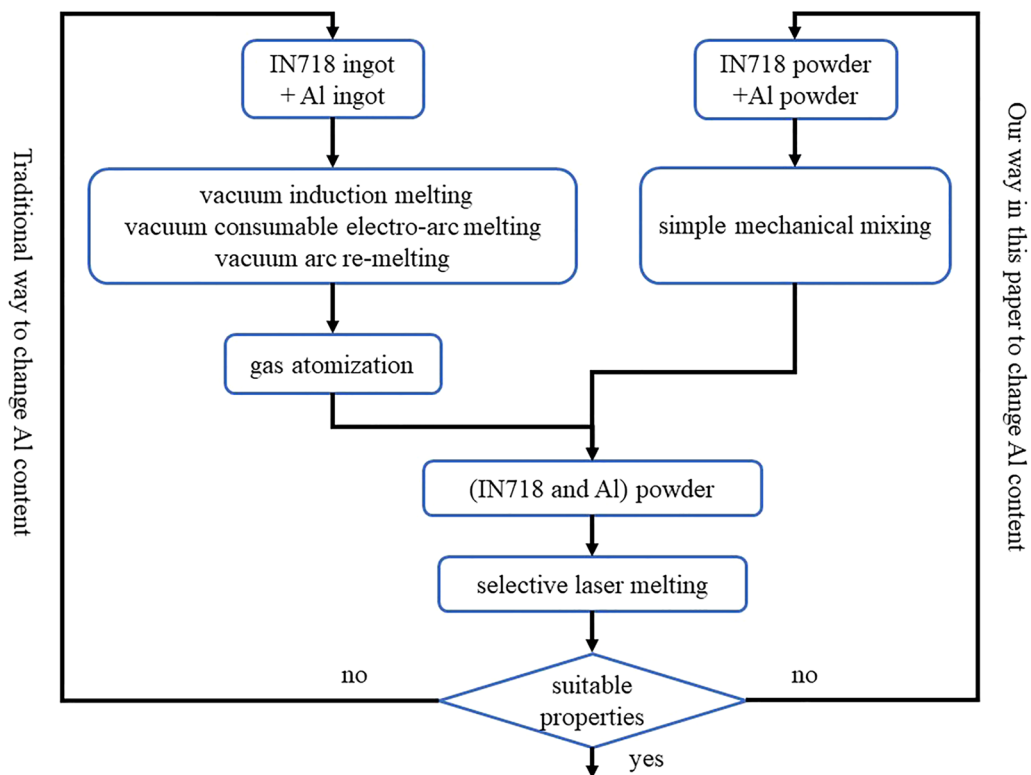 IN718 ingot
+ Al ingot
IN718 powder
+Al powder
Traditional way to change Al content
Our way in this paper to change Al content
vacuum induction melting
vacuum consumable electro-arc melting
vacuum arc re-melting
simple mechanical mixing
gas atomization
(IN718 and Al) powder
selective laser melting
no
suitable
properties
no
yes